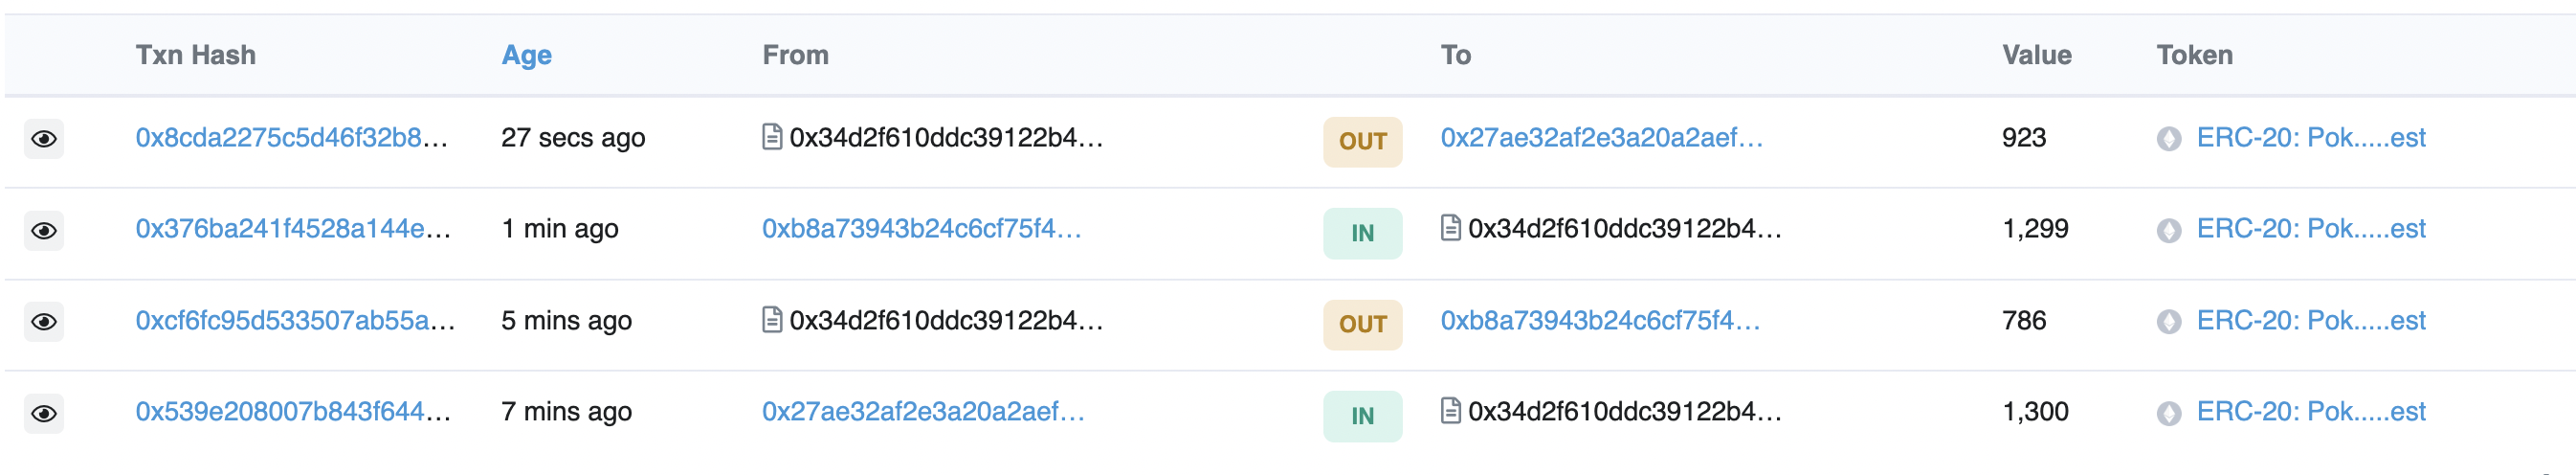 Txn Hash Age From To Value Token
0x8cda2275c5d46f32b8... 27 secs ago 0x34d2f610ddc39122b4... OUT 0x27ae32af2e3a20a2aef... 923 ERC-20: Pok.....est
0x376ba241f4528a144e... 1 min ago 0xb8a73943b24c6cf75f4... IN 0x34d2f610ddc39122b4... 1,299 ERC-20: Pok.....est
0xcf6fc95d533507ab55a... 5 mins ago 0x34d2f610ddc39122b4... OUT 0xb8a73943b24c6cf75f4... 786 ERC-20: Pok.....est
0x539e208007b843f644... 7 mins ago 0x27ae32af2e3a20a2aef... IN 0x34d2f610ddc39122b4... 1,300 ERC-20: Pok.....est